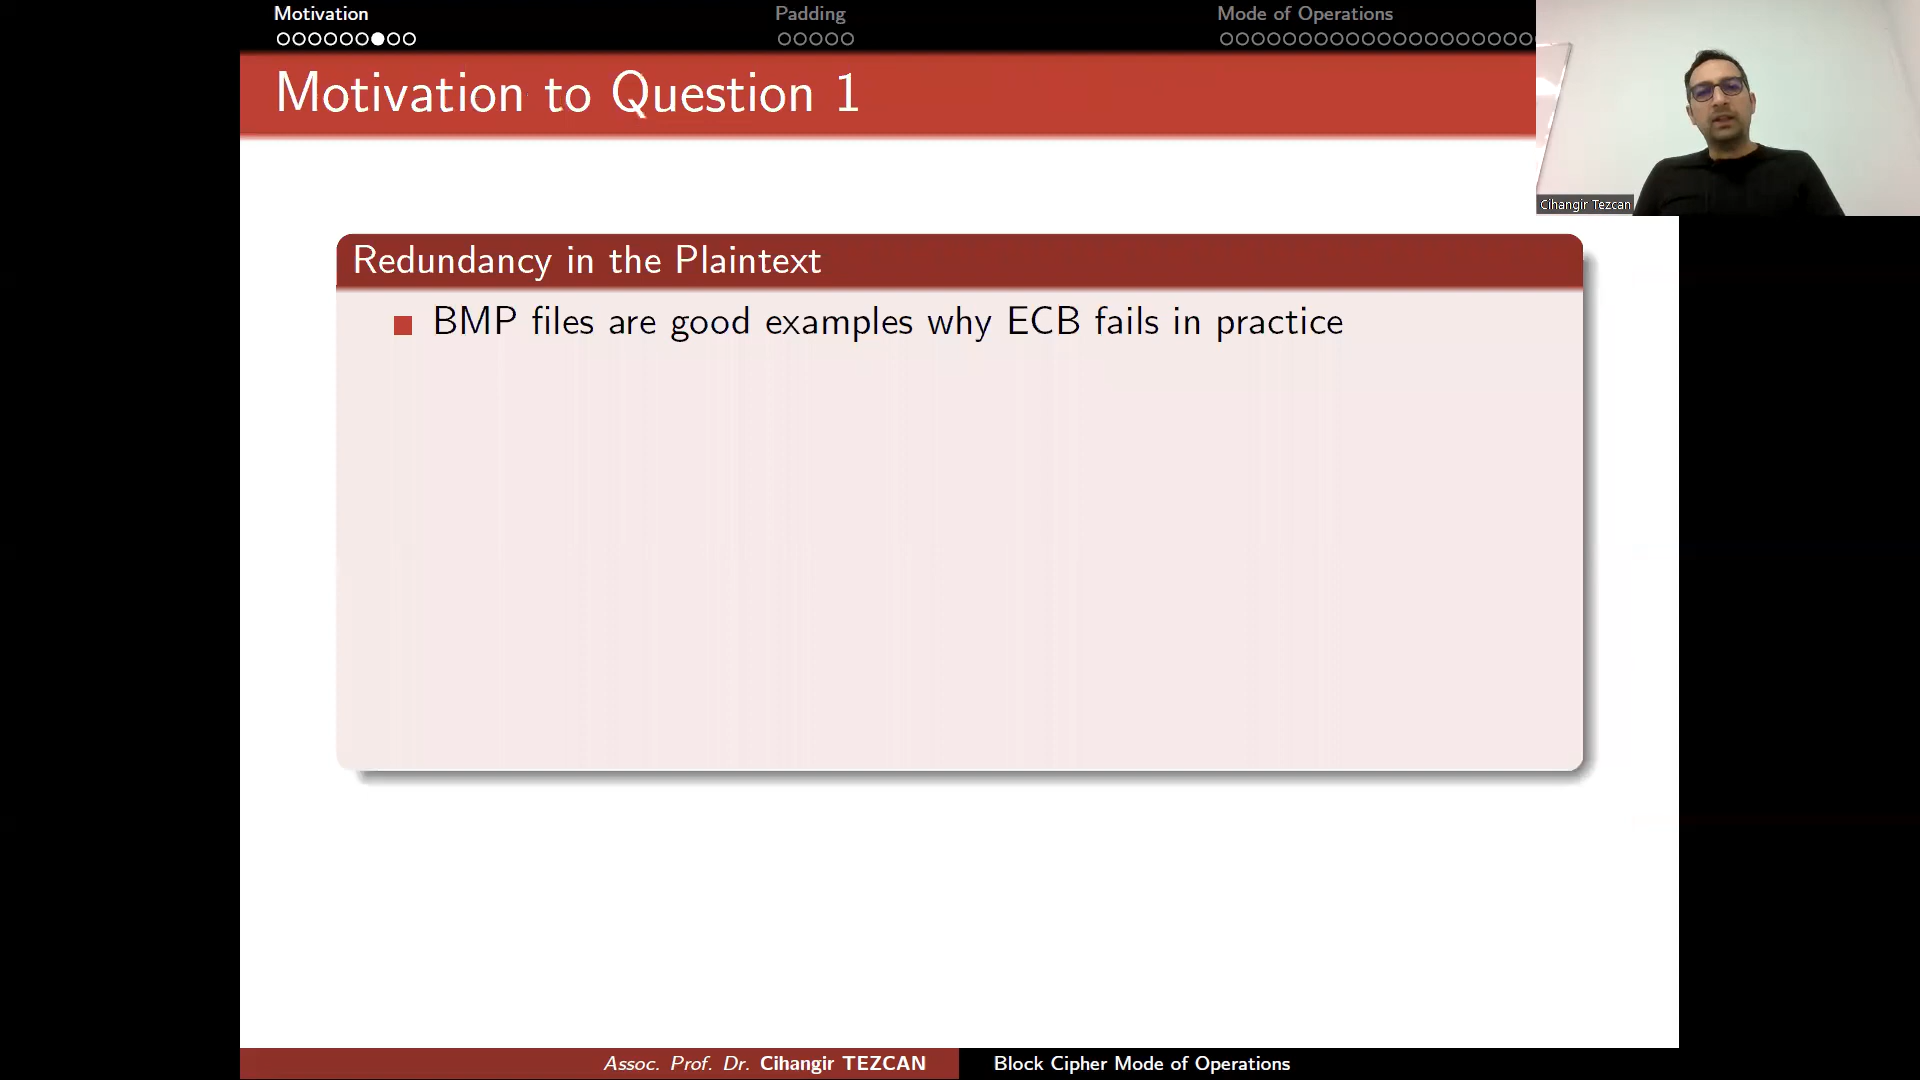 Motivation
Padding
Mode of Operations
Motivation to Question 1
Cihangir Tezcan
Redundancy in the Plaintext
BMP files are good examples why ECB fails in practice
Assoc. Prof. Dr. Cihangir TEZCAN
Block Cipher Mode of Operations